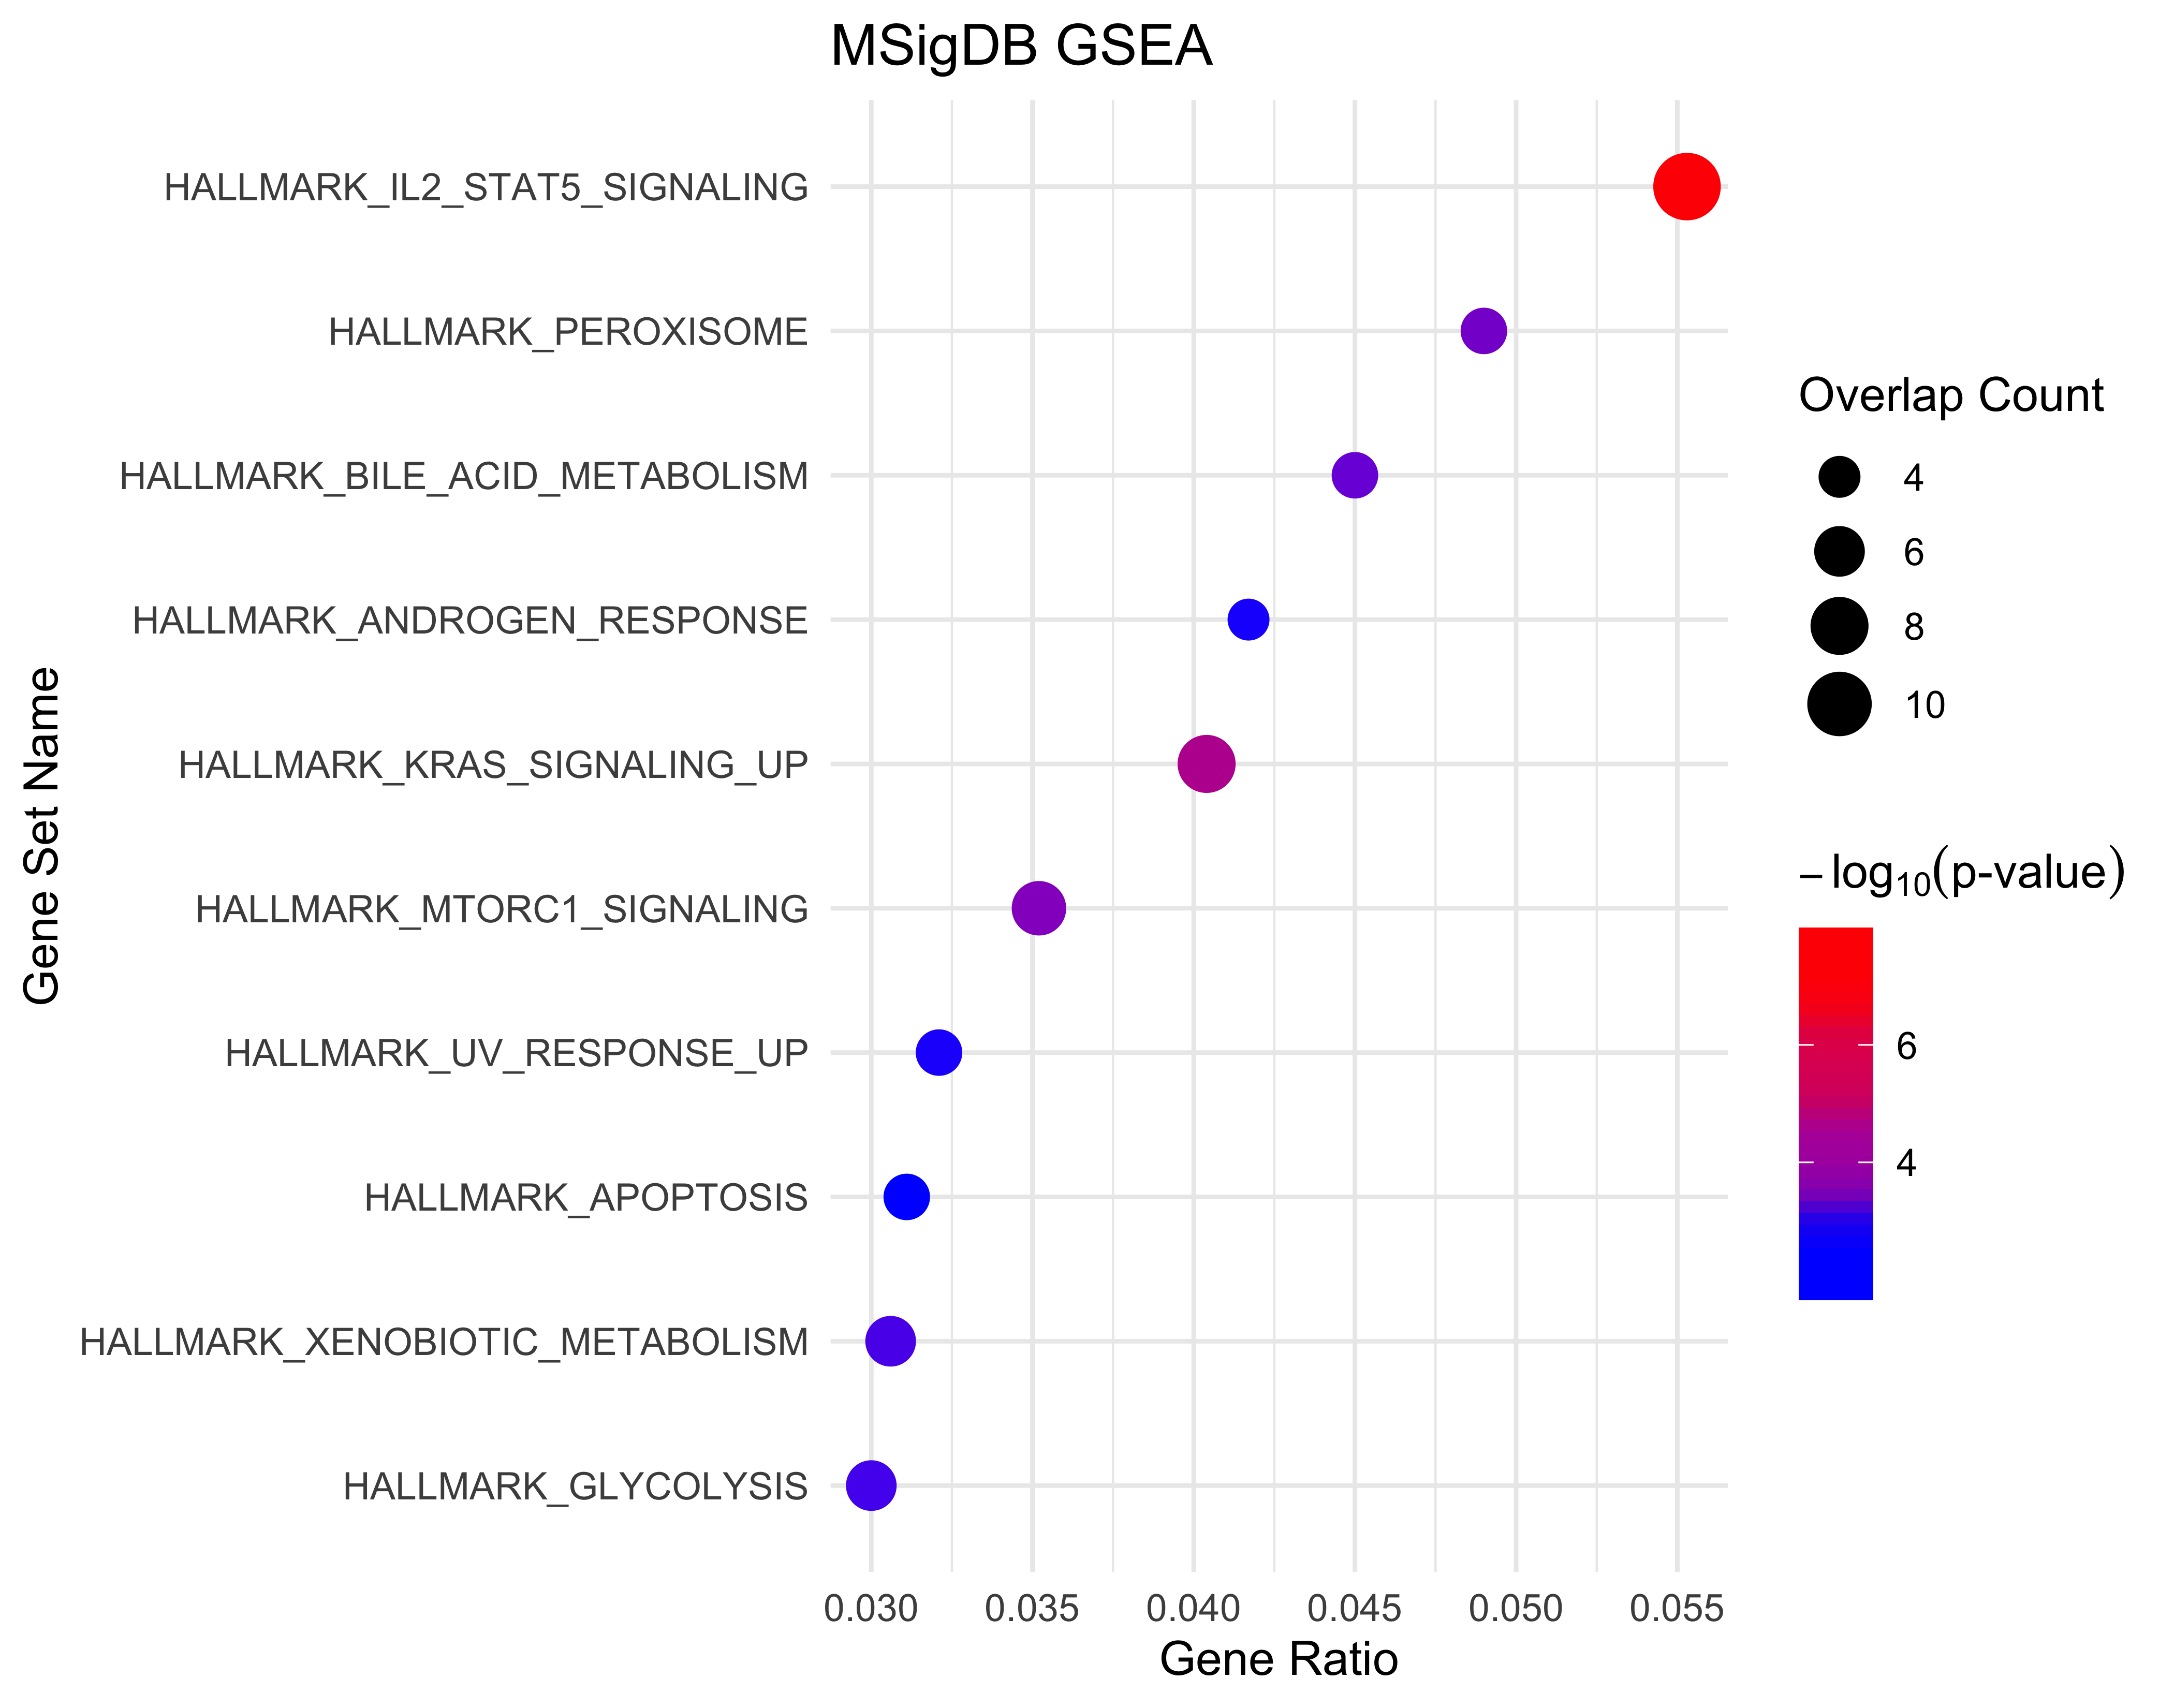 MSigDB GSEA
Gene Set Name
HALLMARK_IL2_STAT5_SIGNALING
HALLMARK_PEROXISOME
HALLMARK_BILE_ACID_METABOLISM
HALLMARK_ANDROGEN_RESPONSE
HALLMARK_KRAS_SIGNALING_UP
HALLMARK_MTORC1_SIGNALING
HALLMARK_UV_RESPONSE_UP
HALLMARK_APOPTOSIS
HALLMARK_XENOBIOTIC_METABOLISM
HALLMARK_GLYCOLYSIS
0.030 0.035 0.040 0.045 0.050 0.055
Gene Ratio
Overlap Count
4
6
8
10
−log₁₀(p-value)
6
4